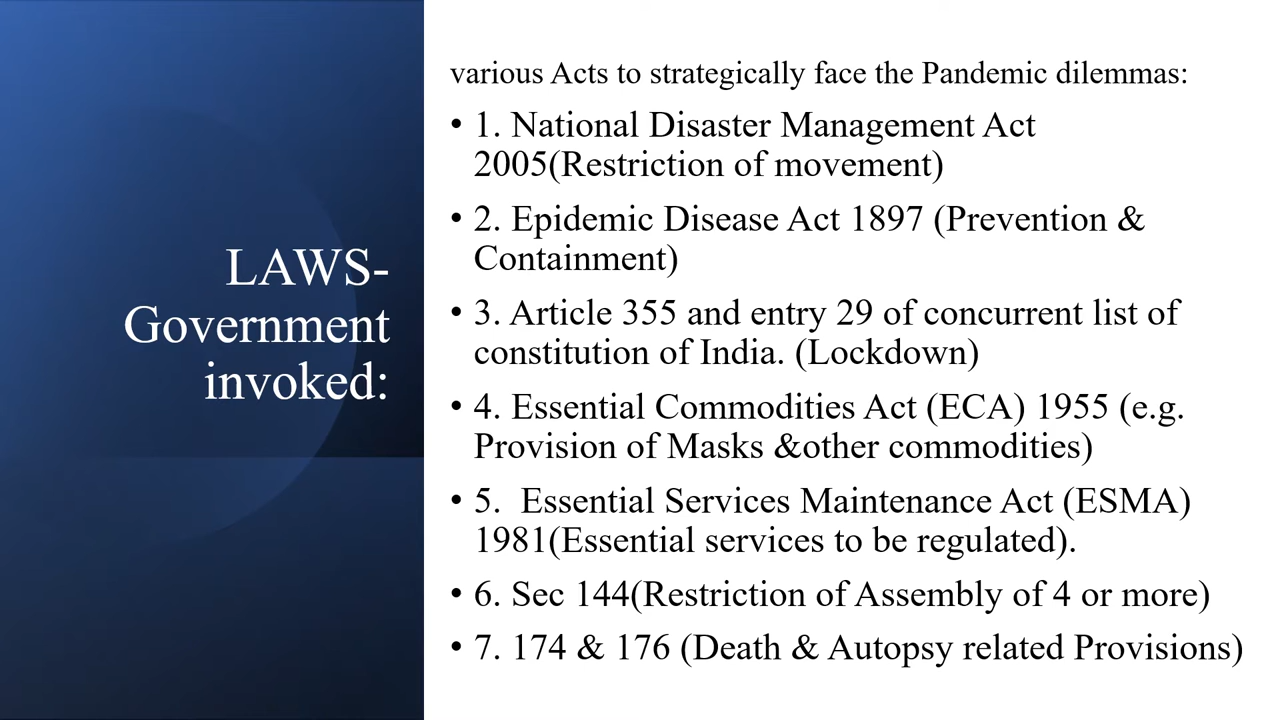 LAWS-
Government
invoked:
various Acts to strategically face the Pandemic dilemmas:
• 1. National Disaster Management Act
2005(Restriction of movement)
• 2. Epidemic Disease Act 1897 (Prevention &
Containment)
• 3. Article 355 and entry 29 of concurrent list of
constitution of India. (Lockdown)
• 4. Essential Commodities Act (ECA) 1955 (e.g.
Provision of Masks &other commodities)
• 5.  Essential Services Maintenance Act (ESMA)
1981(Essential services to be regulated).
• 6. Sec 144(Restriction of Assembly of 4 or more)
• 7. 174 & 176 (Death & Autopsy related Provisions)